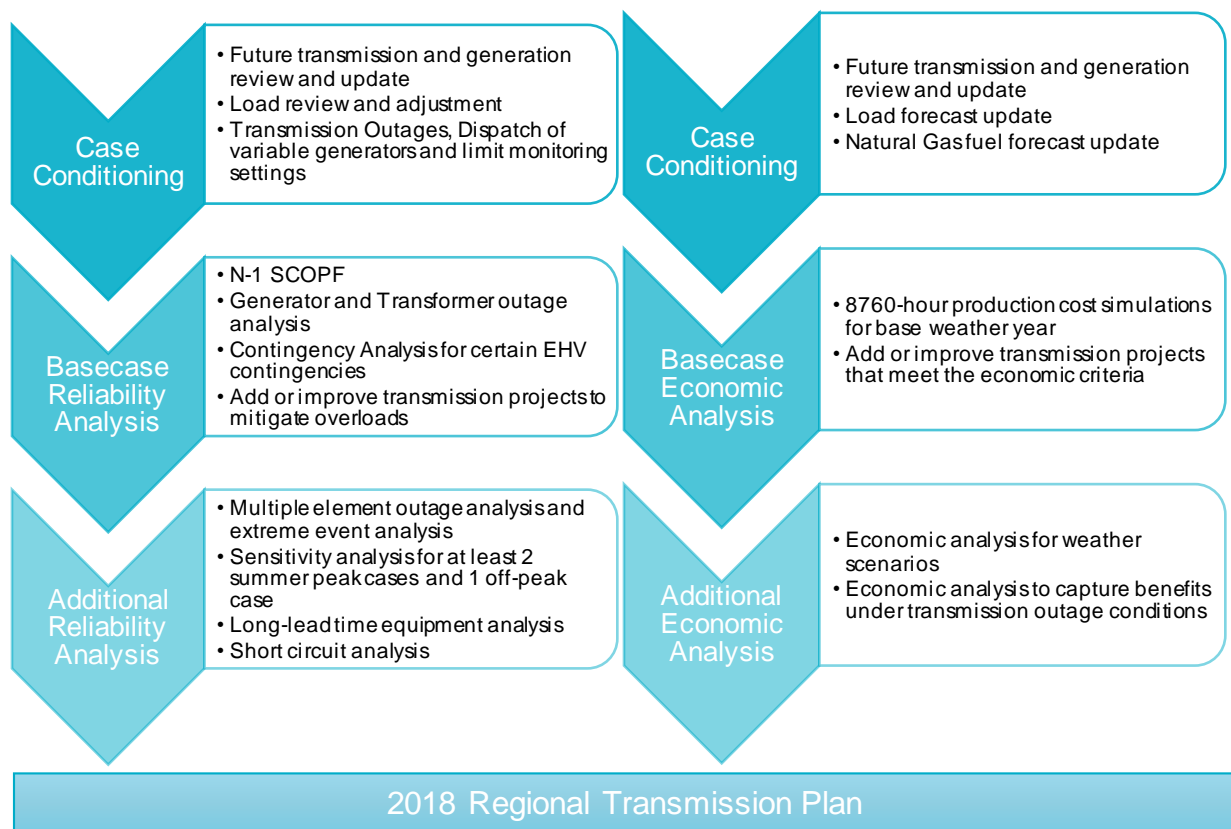 Case
Conditioning
• Future transmission and generation
review and update
• Load review and adjustment
• Transmission Outages, Dispatch of
variable generators and limit monitoring
settings
Basecase
Reliability
Analysis
• N-1 SCOPF
• Generator and Transformer outage
analysis
• Contingency Analysis for certain EHV
contingencies
• Add or improve transmission projects to
mitigate overloads
Additional
Reliability
Analysis
• Multiple element outage analysis and
extreme event analysis
• Sensitivity analysis for at least 2
summer peak cases and 1 off-peak
case
• Long-lead time equipment analysis
• Short circuit analysis
Case
Conditioning
• Future transmission and generation
review and update
• Load forecast update
• Natural Gas fuel forecast update
Basecase
Economic
Analysis
• 8760-hour production cost simulations
for base weather year
• Add or improve transmission projects
that meet the economic criteria
Additional
Economic
Analysis
• Economic analysis for weather
scenarios
• Economic analysis to capture benefits
under transmission outage conditions
2018 Regional Transmission Plan